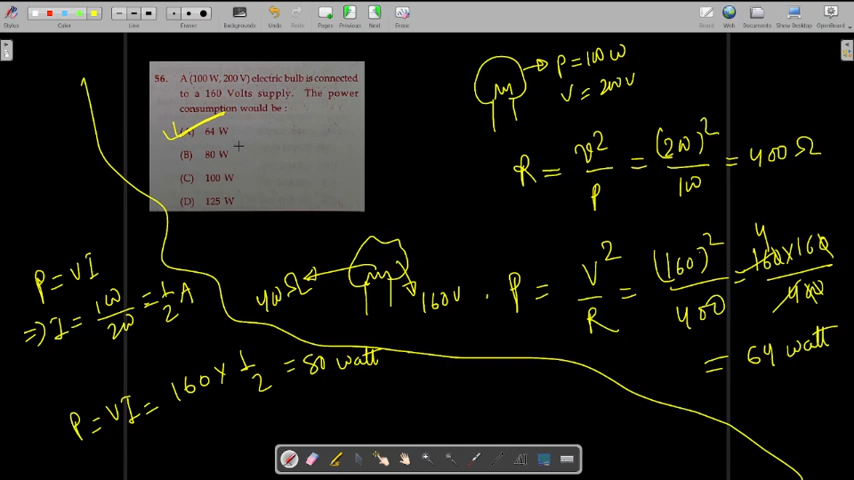 Stylus
Color
Line
Eraser
Backgrounds
Undo
Redo
Pages
Previous
Next
Erase
Board
Web
Documents
Show Desktop
OpenBoard
56. A (100 W, 200 V) electric bulb is connected
to a 160 Volts supply. The power
consumption would be :
(A) 64 W
(B) 80 W
(C) 100 W
(D) 125 W
P = 100 W
V = 200 V
R = V² / P = (200)² / 100 = 400 Ω
400 Ω
160 V
. P = V² / R = (160)² / 400 = 4 160 × 160 / 400
= 64 watt
P = VI
⇒ I = 100 / 200 = 1/2 A
P = VI = 160 × 1/2 = 80 watt